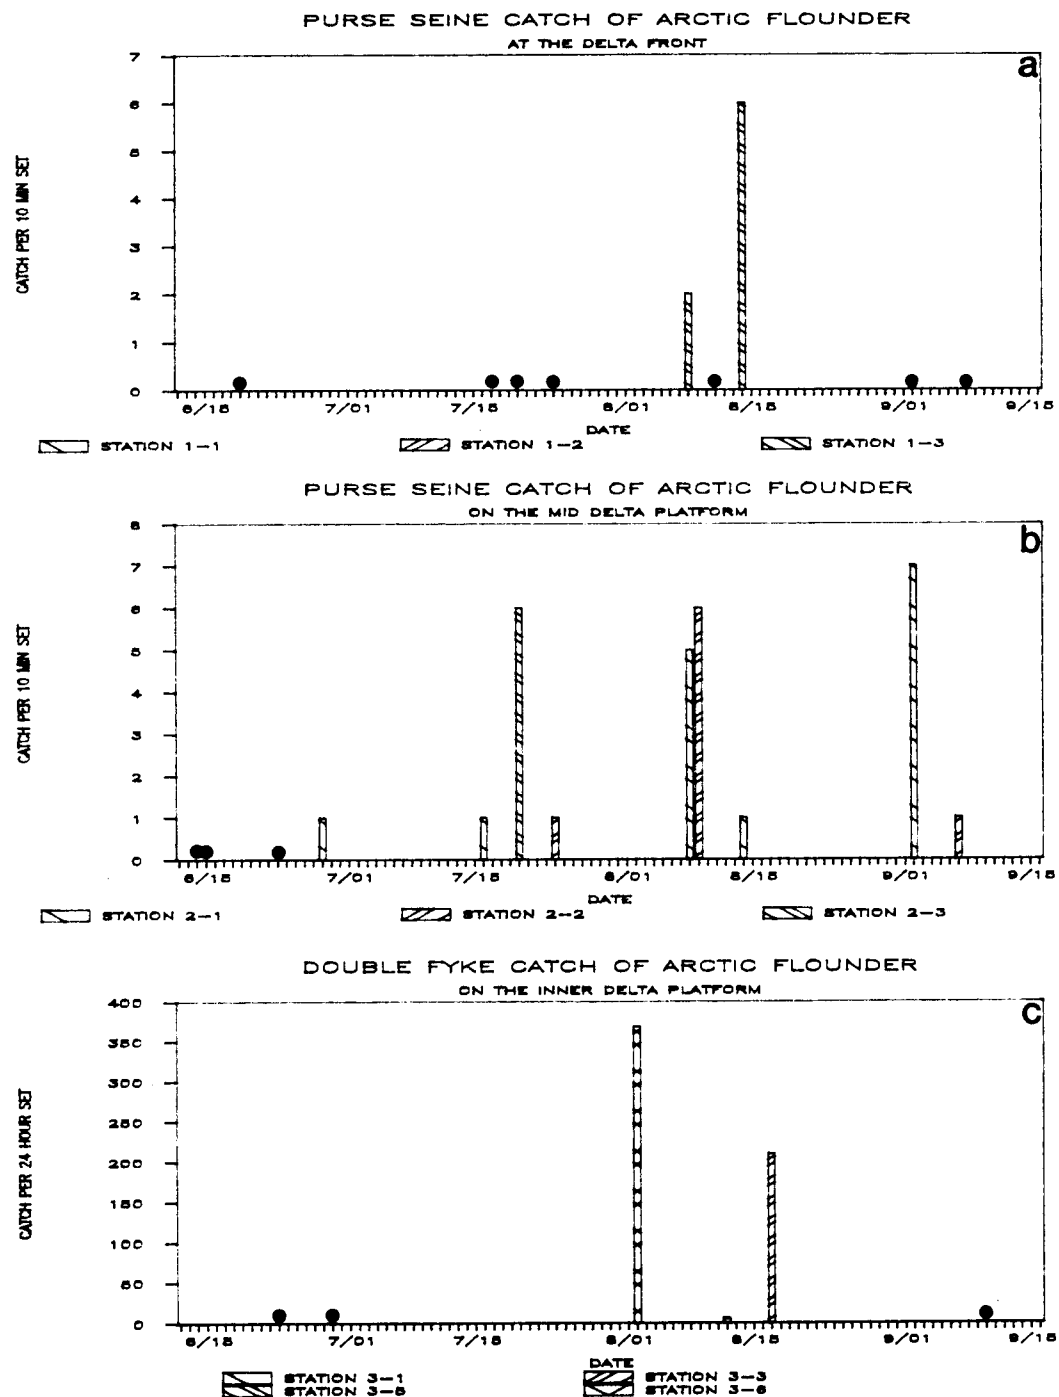 PURSE SEINE CATCH OF ARCTIC FLOUNDER
AT THE DELTA FRONT
a
7
6
5
4
3
2
1
0
CATCH PER 10 MIN SET
6/15 7/01 7/15 8/01 8/15 9/01 9/15
DATE
STATION 1-1 STATION 1-2 STATION 1-3
PURSE SEINE CATCH OF ARCTIC FLOUNDER
ON THE MID DELTA PLATFORM
b
8
7
6
5
4
3
2
1
0
CATCH PER 10 MIN SET
6/15 7/01 7/15 8/01 8/15 9/01 9/15
DATE
STATION 2-1 STATION 2-2 STATION 2-3
DOUBLE FYKE CATCH OF ARCTIC FLOUNDER
ON THE INNER DELTA PLATFORM
c
400
350
300
250
200
150
100
50
0
CATCH PER 24 HOUR SET
6/15 7/01 7/15 8/01 8/15 9/01 9/15
DATE
STATION 3-1 STATION 3-3
STATION 3-5 STATION 3-6